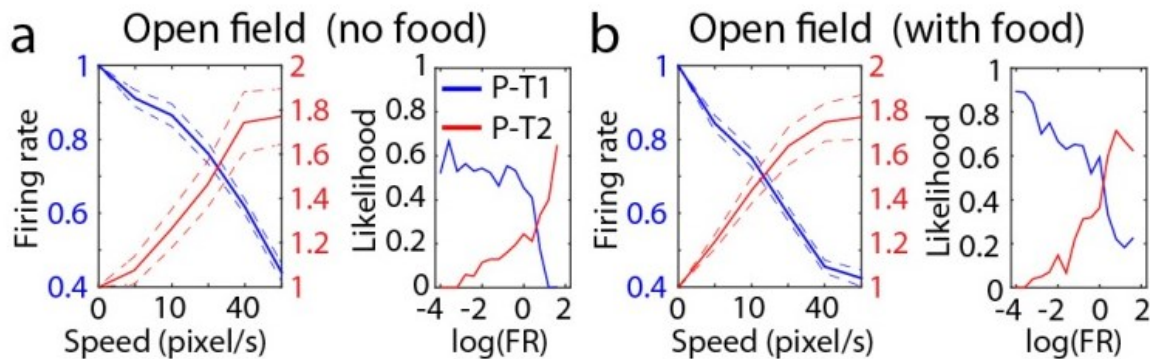 a Open field (no food)
Firing rate
1
0.8
0.6
0.4
2
1.8
1.6
1.4
1.2
1
0 10 40
Speed (pixel/s)
Likelihood
1
0.8
0.6
0.4
0.2
0
P-T1
P-T2
-4 -2 0 2
log(FR)
b Open field (with food)
Firing rate
1
0.8
0.6
0.4
2
1.8
1.6
1.4
1.2
1
0 10 40
Speed (pixel/s)
Likelihood
1
0.8
0.6
0.4
0.2
0
-4 -2 0 2
log(FR)